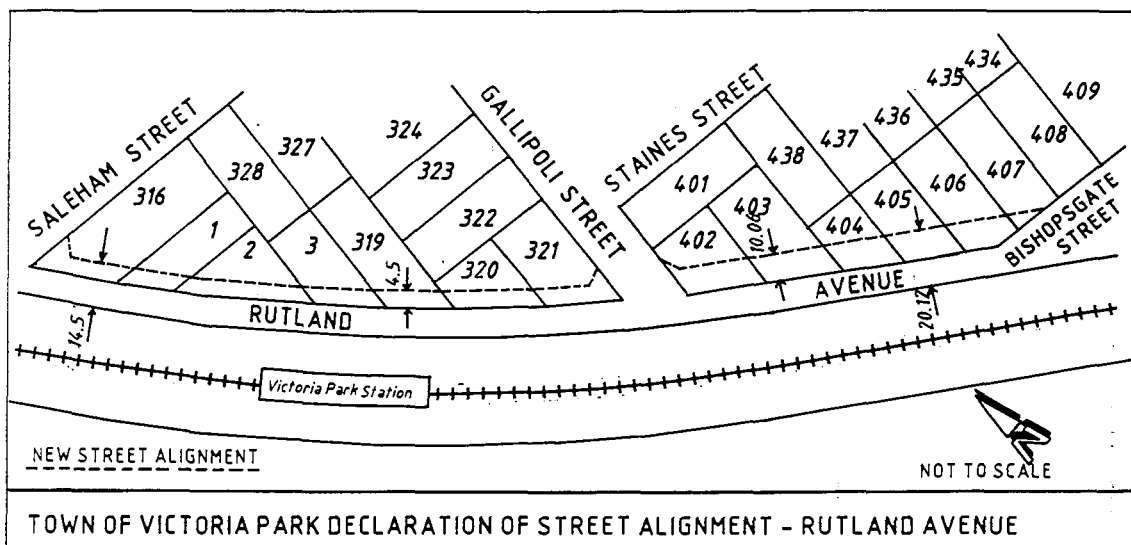 SALEHAM STREET
316
328
327
324
323
GALLIPOLI STREET
1
2
3
319
322
320
321
4.5
STAINES STREET
401
438
437
436
435
434
409
408
402
403
10.06
404
405
406
407
BISHOPSGATE STREET
RUTLAND
AVENUE
14.5
20.12
Victoria Park Station
NEW STREET ALIGNMENT
N
NOT TO SCALE
TOWN OF VICTORIA PARK DECLARATION OF STREET ALIGNMENT - RUTLAND AVENUE